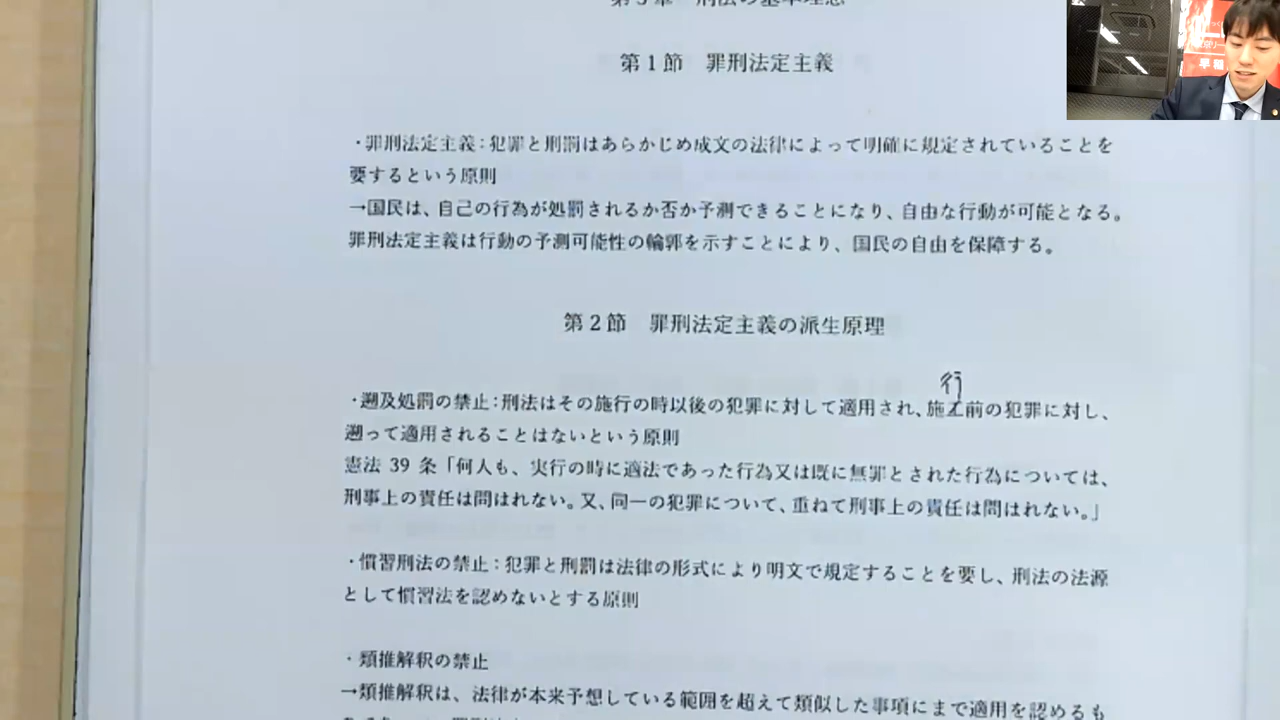 第1節 罪刑法定主義
・罪刑法定主義:犯罪と刑罰はあらかじめ成文の法律によって明確に規定されていることを
要するという原則
→国民は、自己の行為が処罰されるか否か予測できることになり、自由な行動が可能となる。
罪刑法定主義は行動の予測可能性の輪郭を示すことにより、国民の自由を保障する。
第2節 罪刑法定主義の派生原理
行
・遡及処罰の禁止:刑法はその施行の時以後の犯罪に対して適用され、施工前の犯罪に対し、
遡って適用されることはないという原則
憲法 39 条「何人も、実行の時に適法であった行為又は既に無罪とされた行為については、
刑事上の責任は問はれない。又、同一の犯罪について、重ねて刑事上の責任は問はれない。」
・慣習刑法の禁止:犯罪と刑罰は法律の形式により明文で規定することを要し、刑法の法源
として慣習法を認めないとする原則
・類推解釈の禁止
→類推解釈は、法律が本来予想している範囲を超えて類似した事項にまで適用を認めるも
早稲